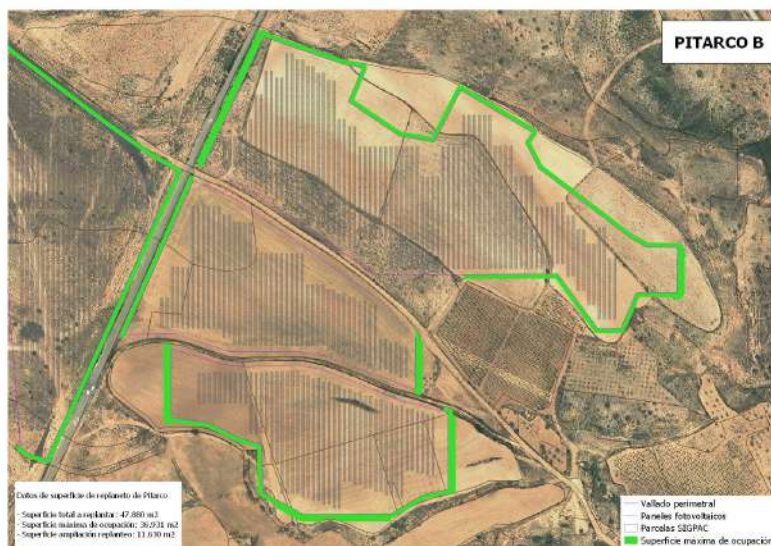 PITARCO B
Datos de superficie de replaneto de Pitarco
- Superficie total a replantar: 47.880 m2
- Superficie máxima de ocupación: 36.931 m2
- Superficie ampliación replanteo: 11.630 m2
Vallado perimetral
Paneles fotovoltaicos
Parcelas SIGPAC
Superficie máxima de ocupación